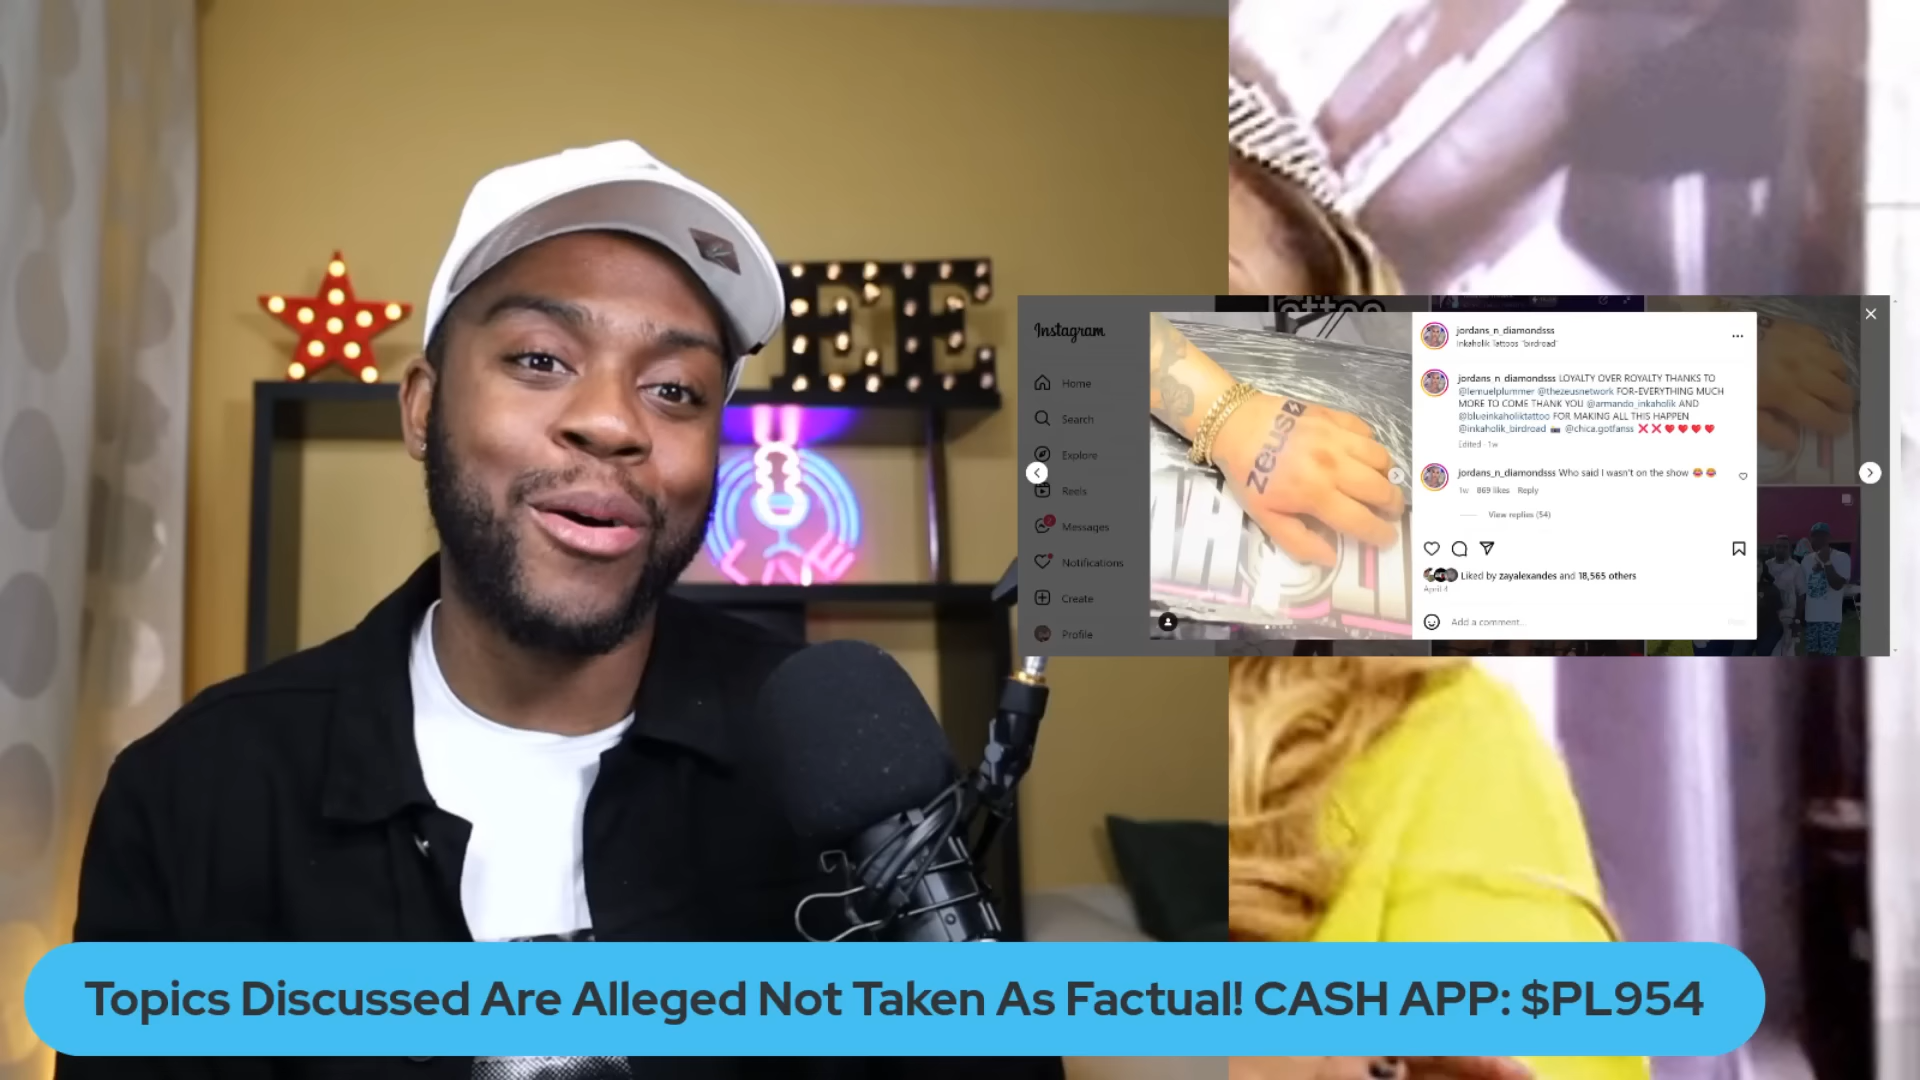 EE
LIVE
Instagram
Home
Search
Explore
Reels
Messages
Notifications
Create
Profile
zeus
jordans_n_diamondsss
Inkaholik Tattoos "birdroad"
jordans_n_diamondsss LOYALTY OVER ROYALTY THANKS TO
@lemuelplummer @thezeusnetwork FOR-EVERYTHING MUCH
MORE TO COME THANK YOU @armando_inkaholik AND
@blueinkaholiktattoo FOR MAKING ALL THIS HAPPEN
@inkaholik_birdroad 📷 @chica.gotfanss ❌❌❤️❤️❤️❤️
Edited · 1w
jordans_n_diamondsss Who said I wasn't on the show 😂😂
1w 869 likes Reply
View replies (54)
Liked by zayalexandes and 18,565 others
April 4
Add a comment...
Topics Discussed Are Alleged Not Taken As Factual! CASH APP: $PL954